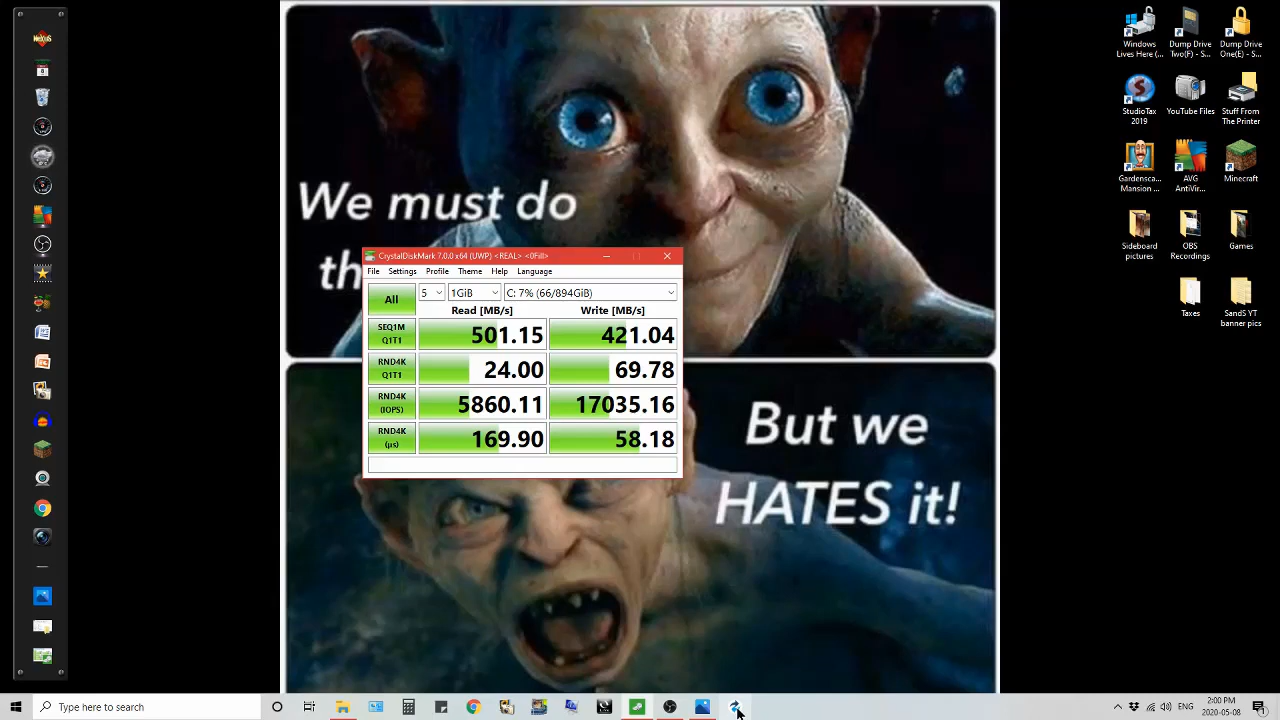 NeXuS
8
We must do
th
But we
HATES it!
CrystalDiskMark 7.0.0 x64 (UWP) <REAL> <0Fill>
File Settings Profile Theme Help Language
All 5 1GiB C: 7% (66/894GiB)
Read [MB/s] Write [MB/s]
SEQ1M
Q1T1 501.15 421.04
RND4K
Q1T1 24.00 69.78
RND4K
(IOPS) 5860.11 17035.16
RND4K
(µs) 169.90 58.18
Windows
Lives Here (...
Dump Drive
Two(F) - S...
Dump Drive
One(E) - S...
StudioTax
2019
YouTube Files
Stuff From
The Printer
Gardensca...
Mansion ...
AVG
AntiVir...
Minecraft
Sideboard
pictures
OBS
Recordings
Games
Taxes
SandS YT
banner pics
Type here to search
ENG
2:00 PM
2020-05-08
1